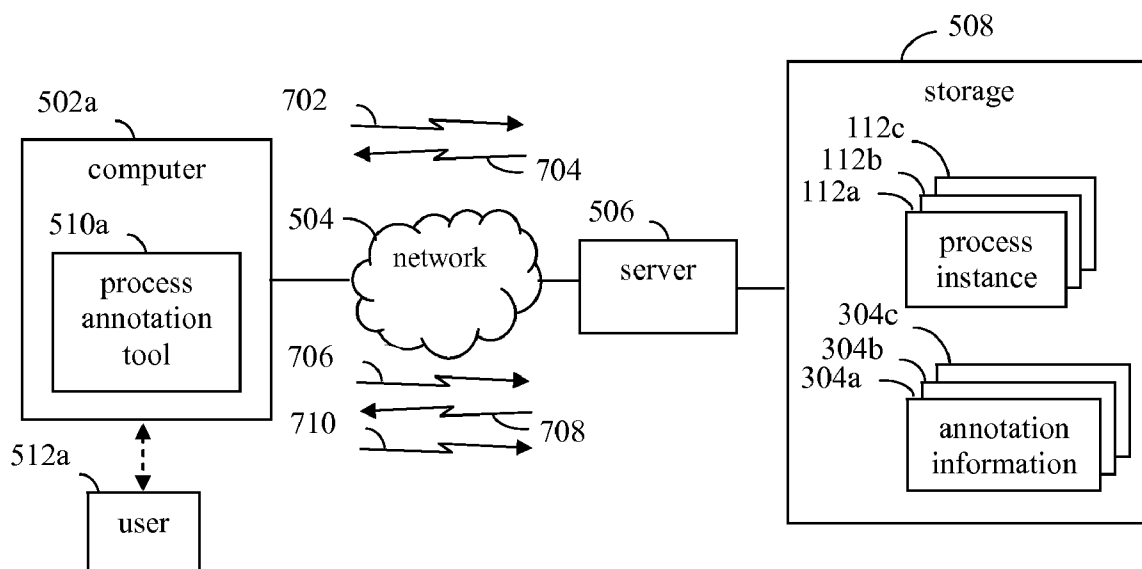 508
storage
502a
702
112c
computer
112b
704
112a
510a
504
506
process
instance
network
server
process
annotation
tool
304c
304b
706
304a
710
708
annotation
information
512a
user